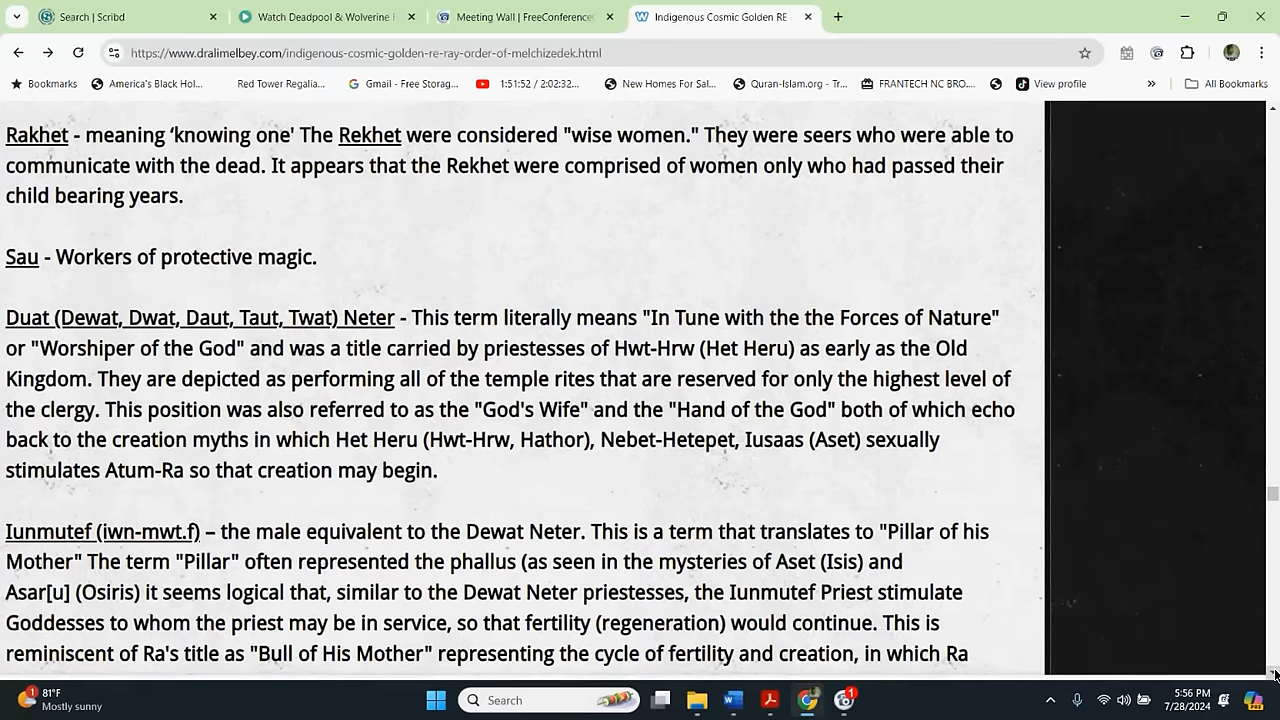 Search | Scribd
Watch Deadpool & Wolverine F
Meeting Wall | FreeConference
Indigenous Cosmic Golden RE
https://www.dralimelbey.com/indigenous-cosmic-golden-re-ray-order-of-melchizedek.html
Bookmarks
America's Black Hol...
Red Tower Regalia...
Gmail - Free Storag...
1:51:52 / 2:02:32...
New Homes For Sal...
Quran-Islam.org - Tr...
FRANTECH NC BRO....
View profile
»
All Bookmarks
Rakhet - meaning ‘knowing one' The Rekhet were considered "wise women." They were seers who were able to
communicate with the dead. It appears that the Rekhet were comprised of women only who had passed their
child bearing years.
Sau - Workers of protective magic.
Duat (Dewat, Dwat, Daut, Taut, Twat) Neter - This term literally means "In Tune with the the Forces of Nature"
or "Worshiper of the God" and was a title carried by priestesses of Hwt-Hrw (Het Heru) as early as the Old
Kingdom. They are depicted as performing all of the temple rites that are reserved for only the highest level of
the clergy. This position was also referred to as the "God's Wife" and the "Hand of the God" both of which echo
back to the creation myths in which Het Heru (Hwt-Hrw, Hathor), Nebet-Hetepet, Iusaas (Aset) sexually
stimulates Atum-Ra so that creation may begin.
Iunmutef (iwn-mwt.f) – the male equivalent to the Dewat Neter. This is a term that translates to "Pillar of his
Mother" The term "Pillar" often represented the phallus (as seen in the mysteries of Aset (Isis) and
Asar[u] (Osiris) it seems logical that, similar to the Dewat Neter priestesses, the Iunmutef Priest stimulate
Goddesses to whom the priest may be in service, so that fertility (regeneration) would continue. This is
reminiscent of Ra's title as "Bull of His Mother" representing the cycle of fertility and creation, in which Ra
1
81°F
Mostly sunny
Search
1
5:56 PM
7/28/2024